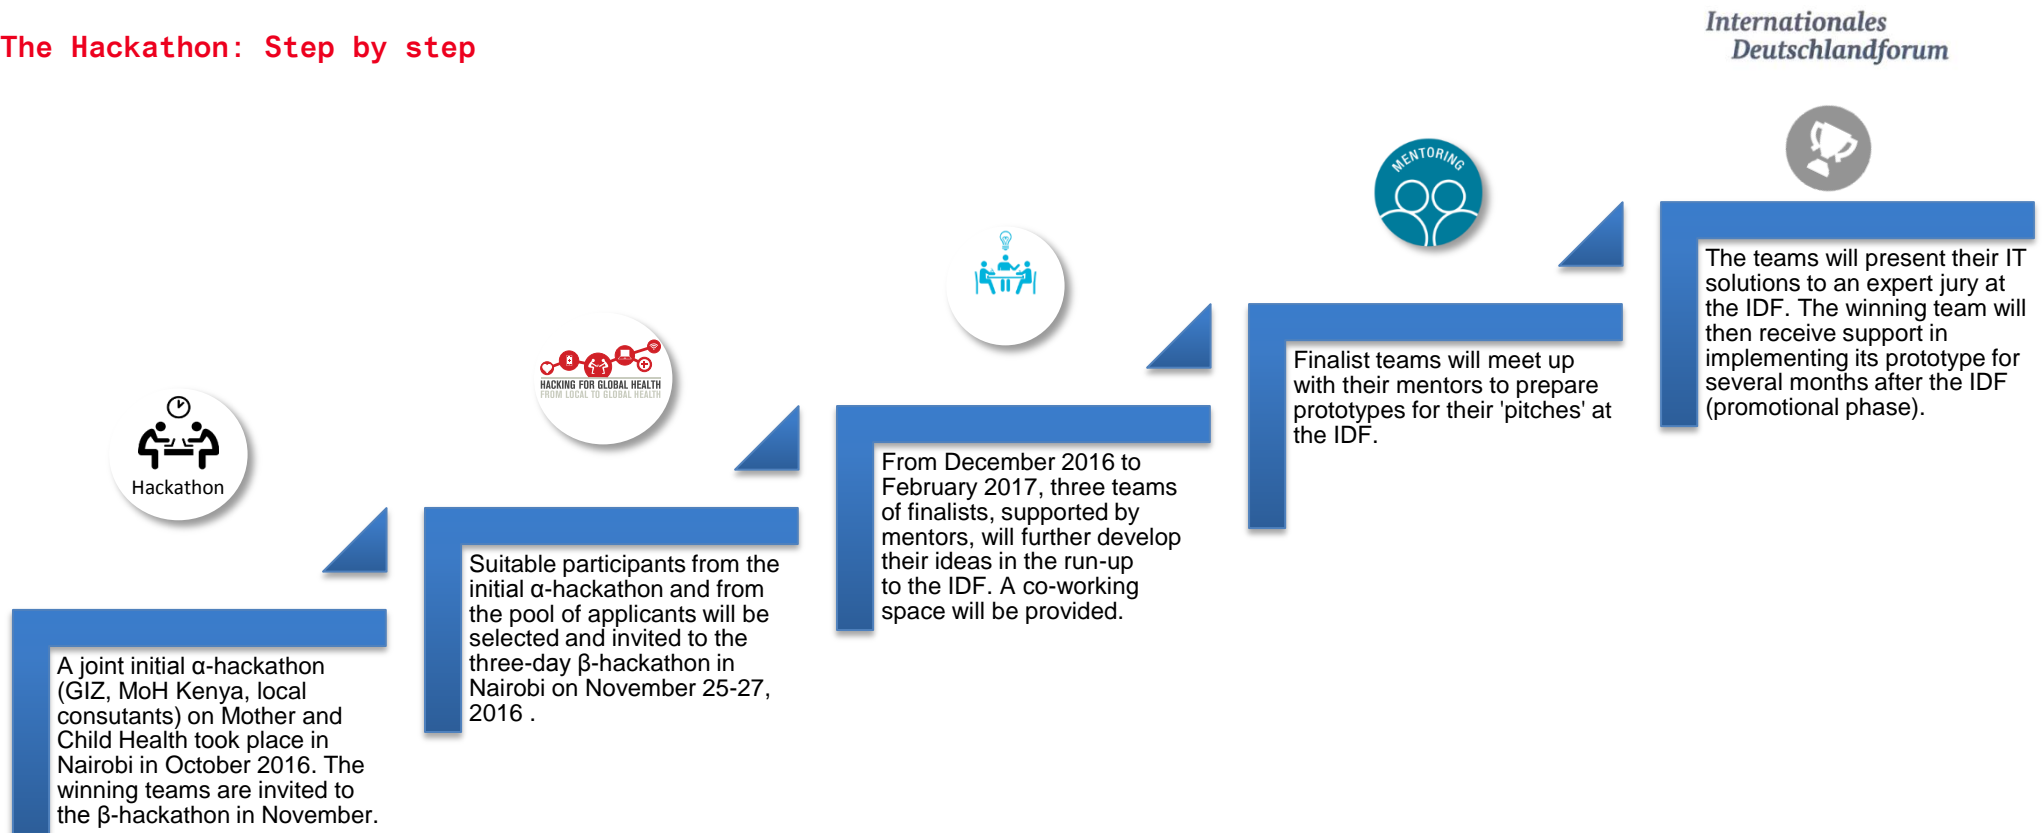 The Hackathon: Step by step
Internationales
Deutschlandforum
Hackathon
A joint initial α-hackathon
(GIZ, MoH Kenya, local
consutants) on Mother and
Child Health took place in
Nairobi in October 2016. The
winning teams are invited to
the β-hackathon in November.
HACKING FOR GLOBAL HEALTH
FROM LOCAL TO GLOBAL HEALTH
Suitable participants from the
initial α-hackathon and from
the pool of applicants will be
selected and invited to the
three-day β-hackathon in
Nairobi on November 25-27,
2016 .
From December 2016 to
February 2017, three teams
of finalists, supported by
mentors, will further develop
their ideas in the run-up
to the IDF. A co-working
space will be provided.
MENTORING
Finalist teams will meet up
with their mentors to prepare
prototypes for their 'pitches' at
the IDF.
The teams will present their IT
solutions to an expert jury at
the IDF. The winning team will
then receive support in
implementing its prototype for
several months after the IDF
(promotional phase).